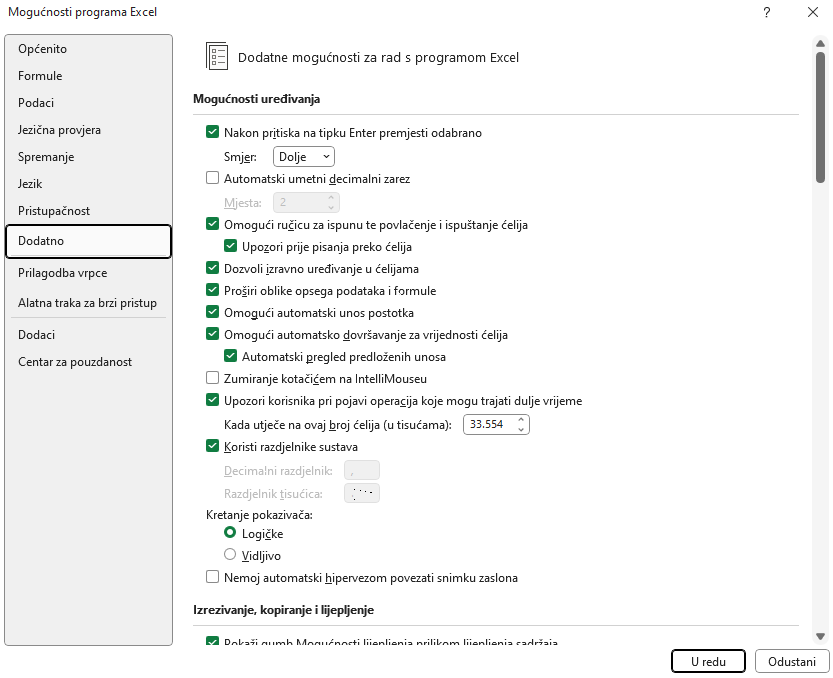 Mogućnosti programa Excel
?
Općenito
Formule
Podaci
Jezična provjera
Spremanje
Jezik
Pristupačnost
Dodatno
Prilagodba vrpce
Alatna traka za brzi pristup
Dodaci
Centar za pouzdanost
Dodatne mogućnosti za rad s programom Excel
Mogućnosti uređivanja
Nakon pritiska na tipku Enter premjesti odabrano
Smjer: Dolje
Automatski umetni decimalni zarez
Mjesta: 2
Omogući ručicu za ispunu te povlačenje i ispuštanje ćelija
Upozori prije pisanja preko ćelija
Dozvoli izravno uređivanje u ćelijama
Proširi oblike opsega podataka i formule
Omogući automatski unos postotka
Omogući automatsko dovršavanje za vrijednosti ćelija
Automatski pregled predloženih unosa
Zumiranje kotačićem na IntelliMouseu
Upozori korisnika pri pojavi operacija koje mogu trajati dulje vrijeme
Kada utječe na ovaj broj ćelija (u tisućama): 33.554
Koristi razdjelnike sustava
Decimalni razdjelnik: ,
Razdjelnik tisućica:
Kretanje pokazivača:
Logičke
Vidljivo
Nemoj automatski hipervezom povezati snimku zaslona
Izrezivanje, kopiranje i lijepljenje
Pokaži gumb Mogućnosti lijepljenja prilikom lijepljenja sadržaja
U redu
Odustani